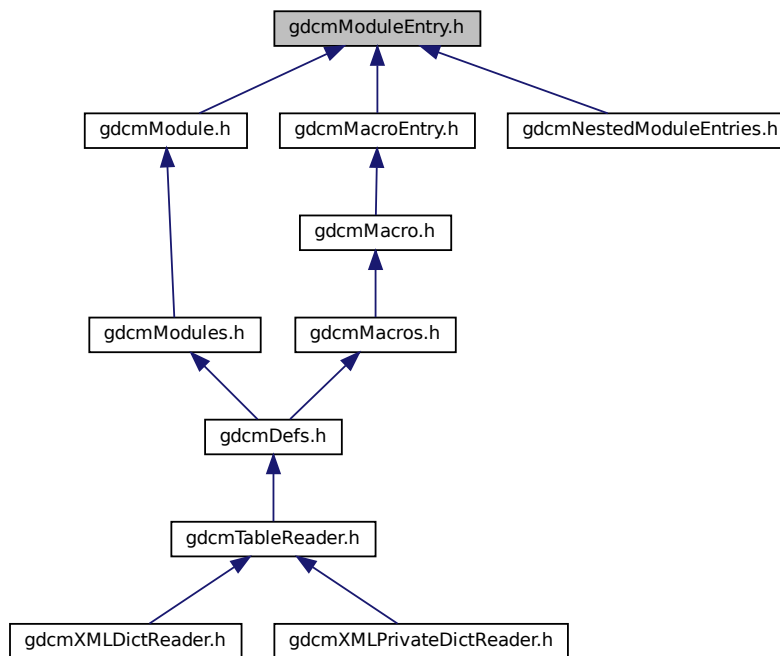 gdcmModuleEntry.h
gdcmModule.h
gdcmMacroEntry.h
gdcmNestedModuleEntries.h
gdcmMacro.h
gdcmModules.h
gdcmMacros.h
gdcmDefs.h
gdcmTableReader.h
gdcmXMLDictReader.h
gdcmXMLPrivateDictReader.h